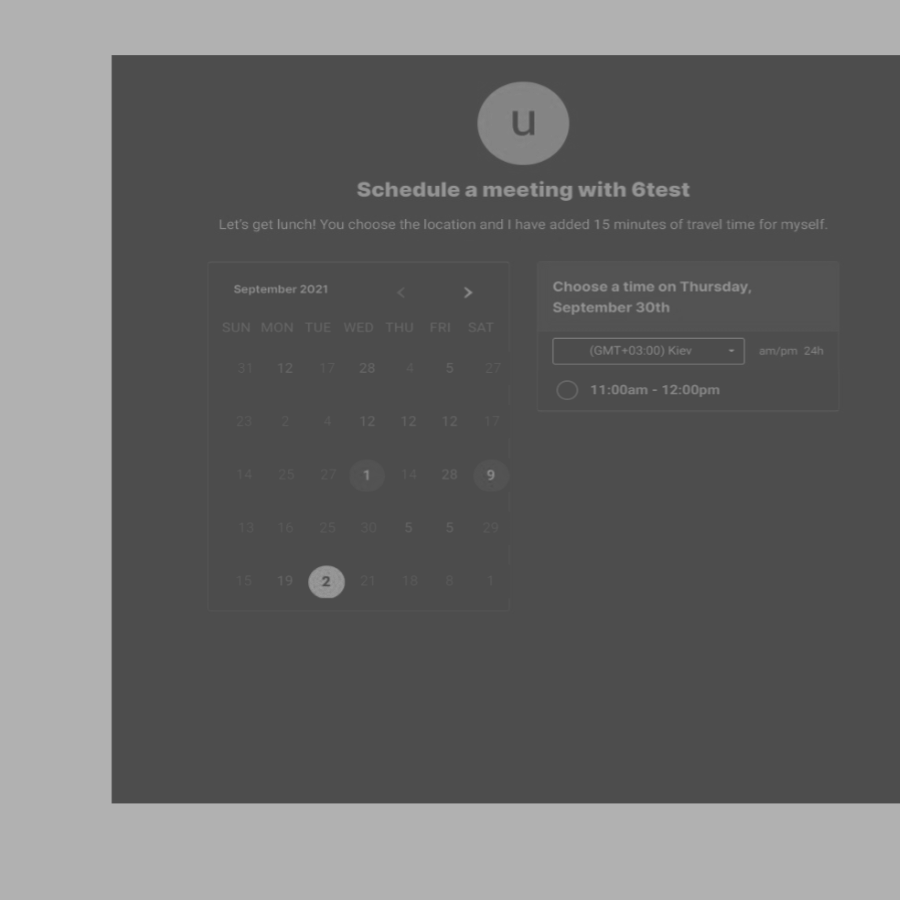 u
Schedule a meeting with 6test
Let's get lunch! You choose the location and I have added 15 minutes of travel time for myself.
September 2021 < >
SUN MON TUE WED THU FRI SAT
31 12 17 28 4 5 27
23 2 4 12 12 12 17
14 25 27 1 14 28 9
13 16 25 30 5 5 29
15 19 2 21 18 8 1
Choose a time on Thursday,
September 30th
(GMT+03:00) Kiev am/pm 24h
11:00am - 12:00pm